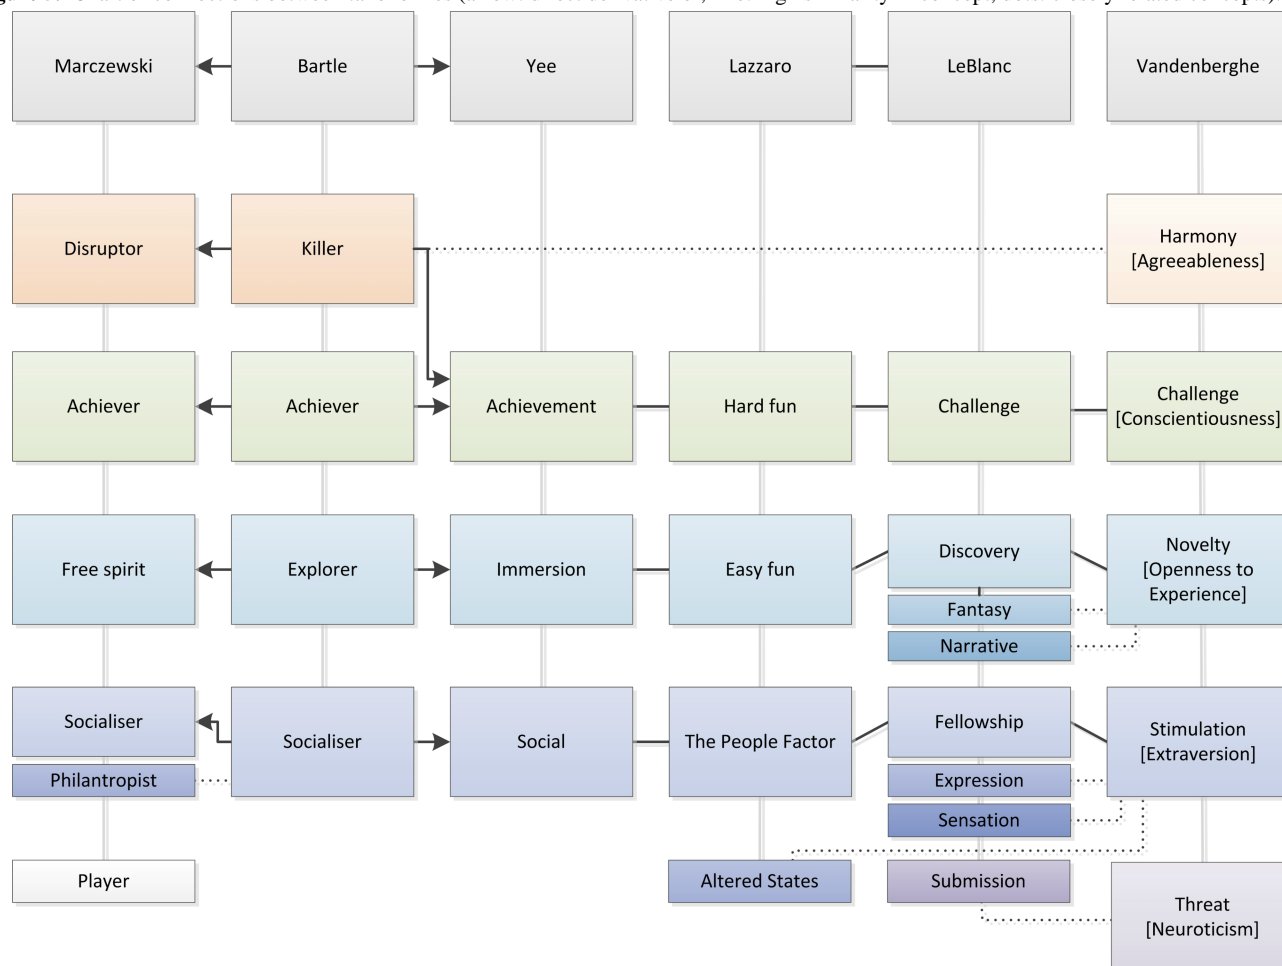 Marczewski
Bartle
Yee
Lazzaro
LeBlanc
Vandenberghe
Disruptor
Killer
Harmony
[Agreeableness]
Achiever
Achiever
Achievement
Hard fun
Challenge
Challenge
[Conscientiousness]
Free spirit
Explorer
Immersion
Easy fun
Discovery
Fantasy
Narrative
Novelty
[Openness to
Experience]
Socialiser
Philantropist
Socialiser
Social
The People Factor
Fellowship
Expression
Sensation
Stimulation
[Extraversion]
Player
Altered States
Submission
Threat
[Neuroticism]